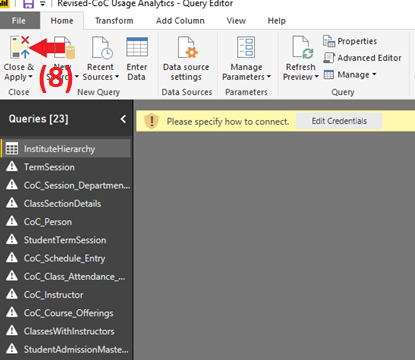 Revised-CoC Usage Analytics - Query Editor
File Home Transform Add Column View Help
Close & Apply New Source Recent Sources Enter Data Data source settings Manage Parameters Refresh Preview Properties
Advanced Editor
Manage
(8)
Close New Query Data Sources Parameters Query
Queries [23]
Please specify how to connect. Edit Credentials
InstituteHierarchy
TermSession
CoC_Session_Departmen...
ClassSectionDetails
CoC_Person
StudentTermSession
CoC_Schedule_Entry
CoC_Class_Attendance_...
CoC_Instructor
CoC_Course_Offerings
ClassesWithInstructors
StudentAdmissionMaste...